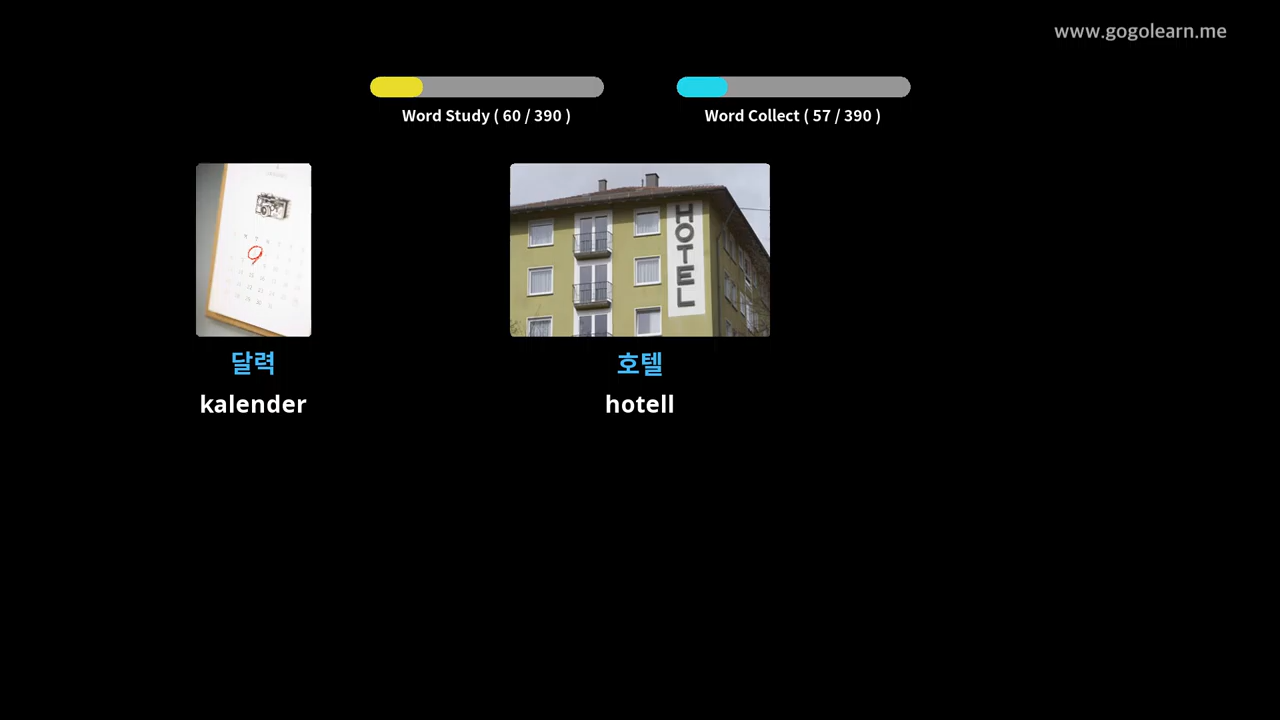 www.gogolearn.me
Word Study ( 60 / 390 )
Word Collect ( 57 / 390 )
HOTEL
달력
호텔
kalender
hotell